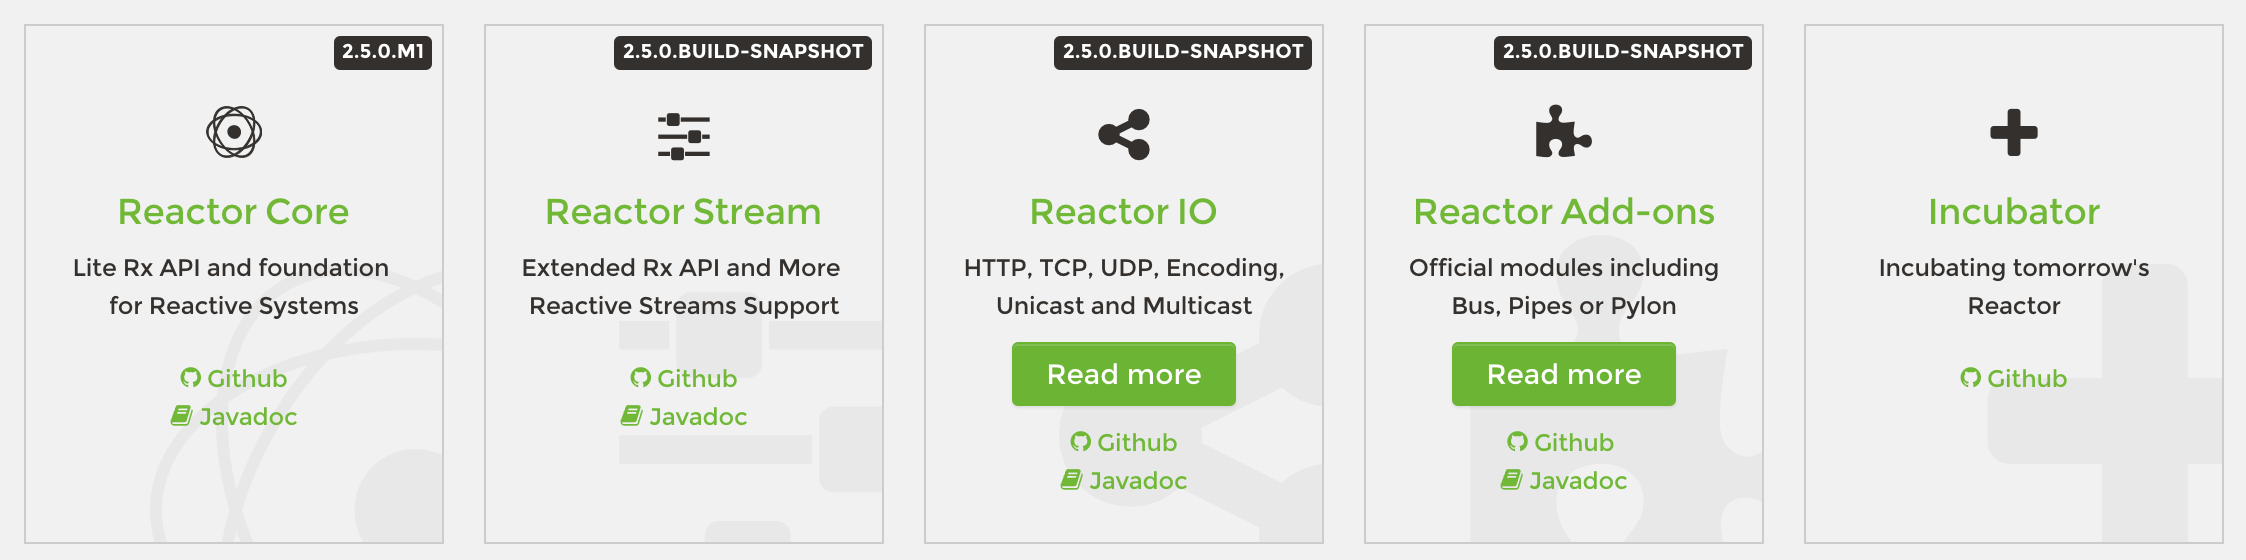 2.5.0.M1
Reactor Core
Lite Rx API and foundation
for Reactive Systems
Github
Javadoc
2.5.0.BUILD-SNAPSHOT
Reactor Stream
Extended Rx API and More
Reactive Streams Support
Github
Javadoc
2.5.0.BUILD-SNAPSHOT
Reactor IO
HTTP, TCP, UDP, Encoding,
Unicast and Multicast
Read more
Github
Javadoc
2.5.0.BUILD-SNAPSHOT
Reactor Add-ons
Official modules including
Bus, Pipes or Pylon
Read more
Github
Javadoc
Incubator
Incubating tomorrow's
Reactor
Github